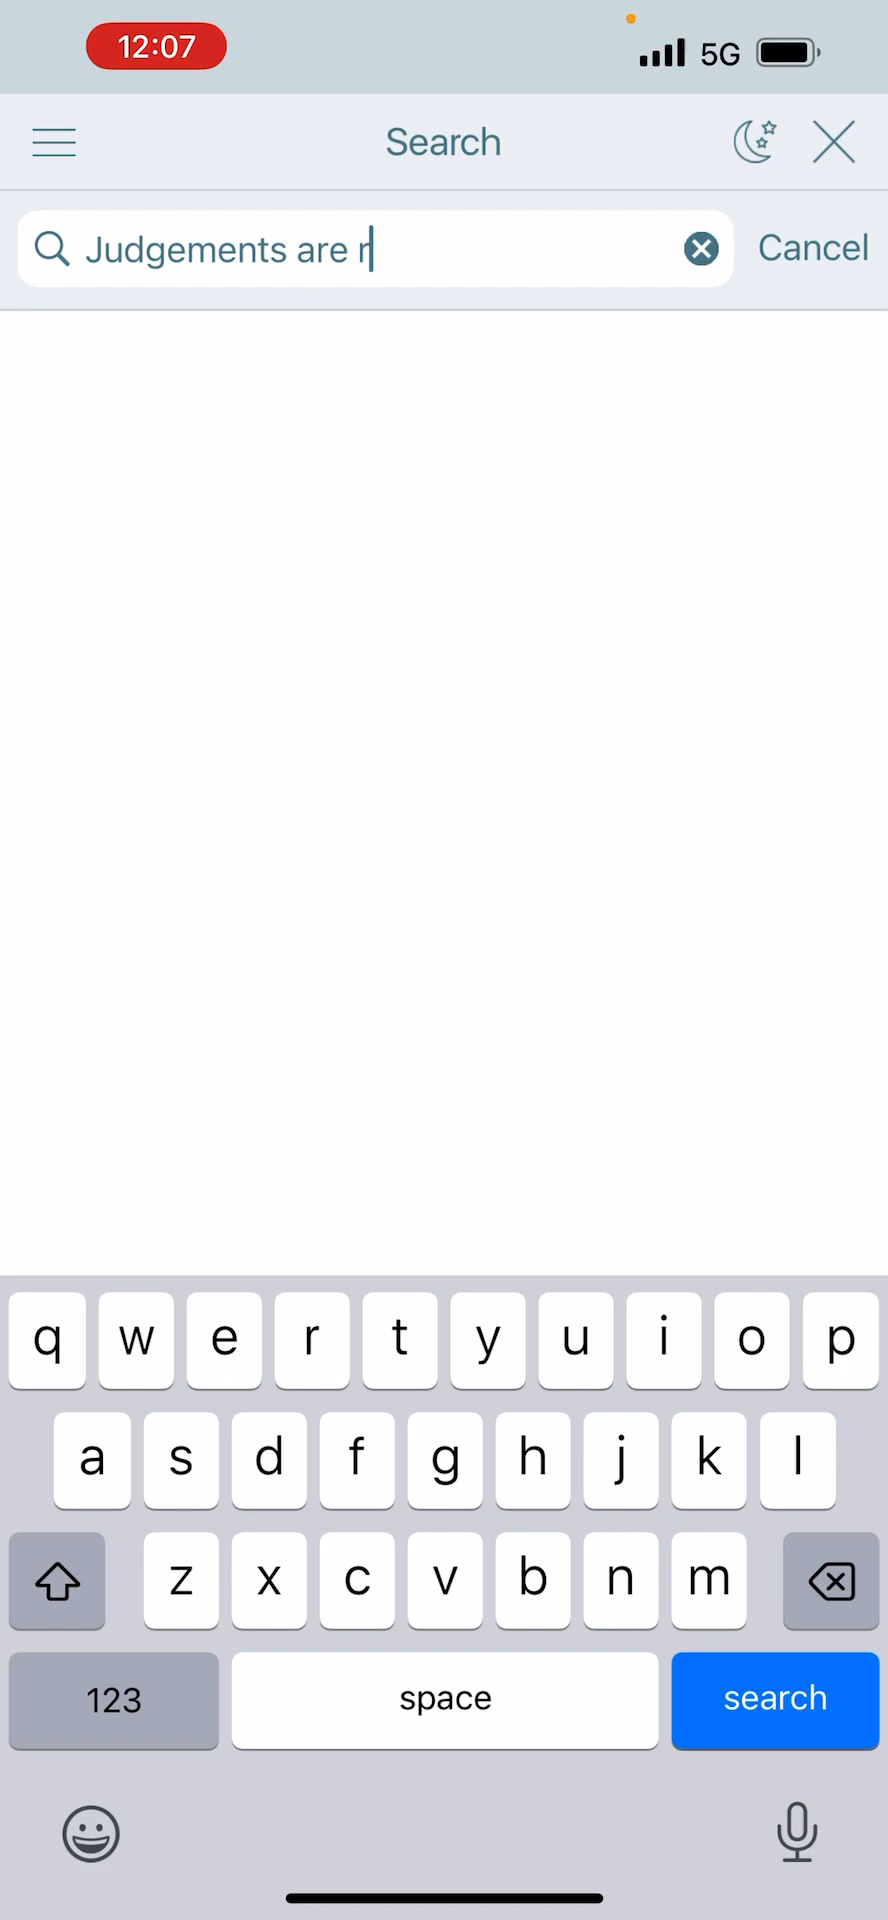 12:07 5G
Search
Judgements are r Cancel
q w e r t y u i o p
a s d f g h j k l
z x c v b n m
123 space search